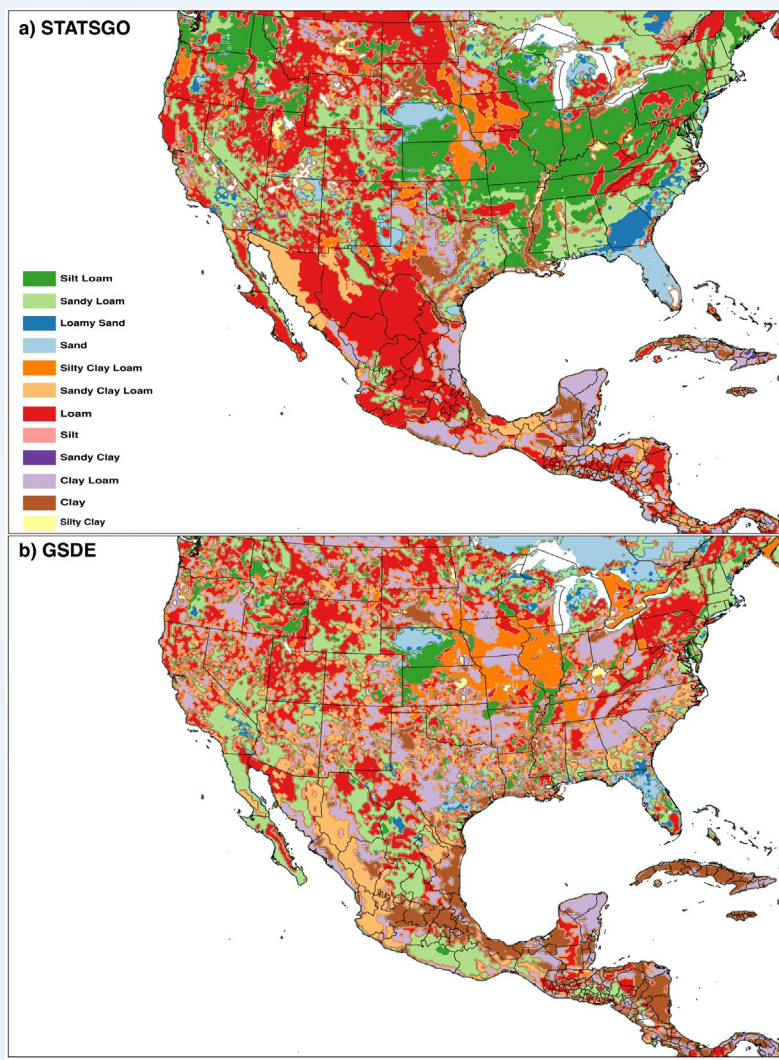 a) STATSGO
Silt Loam
Sandy Loam
Loamy Sand
Sand
Silty Clay Loam
Sandy Clay Loam
Loam
Silt
Sandy Clay
Clay Loam
Clay
Silty Clay
b) GSDE